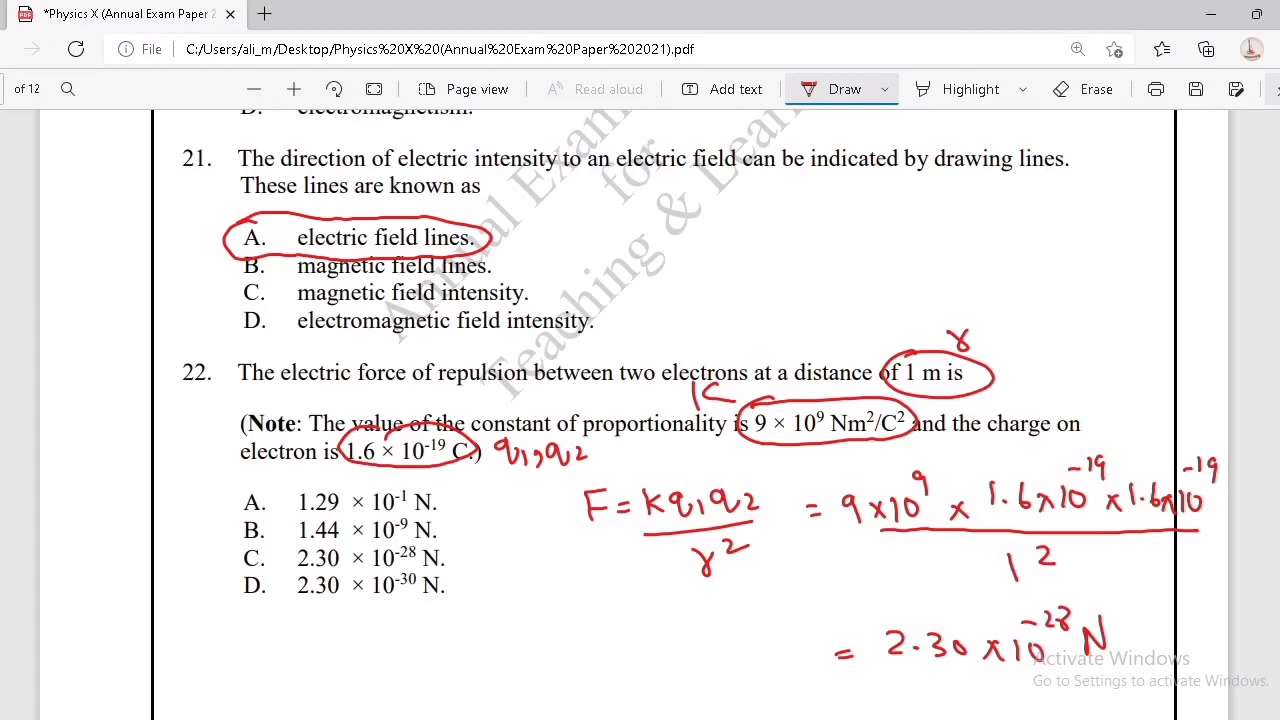 *Physics X (Annual Exam Paper 2
File C:/Users/ali_m/Desktop/Physics%20X%20(Annual%20Exam%20Paper%202021).pdf
of 12 Page view Read aloud Add text Draw Highlight Erase
D. electromagnetism.
21. The direction of electric intensity to an electric field can be indicated by drawing lines.
These lines are known as
A. electric field lines.
B. magnetic field lines.
C. magnetic field intensity.
D. electromagnetic field intensity.
r
22. The electric force of repulsion between two electrons at a distance of 1 m is
K
(Note: The value of the constant of proportionality is 9 × 10⁹ Nm²/C² and the charge on
electron is 1.6 × 10⁻¹⁹ C.) q₁,q₂
A. 1.29 × 10⁻¹ N.
B. 1.44 × 10⁻⁹ N.
C. 2.30 × 10⁻²⁸ N.
D. 2.30 × 10⁻³⁰ N.
F = kq₁q₂ / r² = 9×10⁹ × 1.6×10⁻¹⁹ × 1.6×10⁻¹⁹ / 1²
= 2.30 × 10⁻²⁸ N
Annual Exam
for
Teaching & Learn
Activate Windows
Go to Settings to activate Windows.